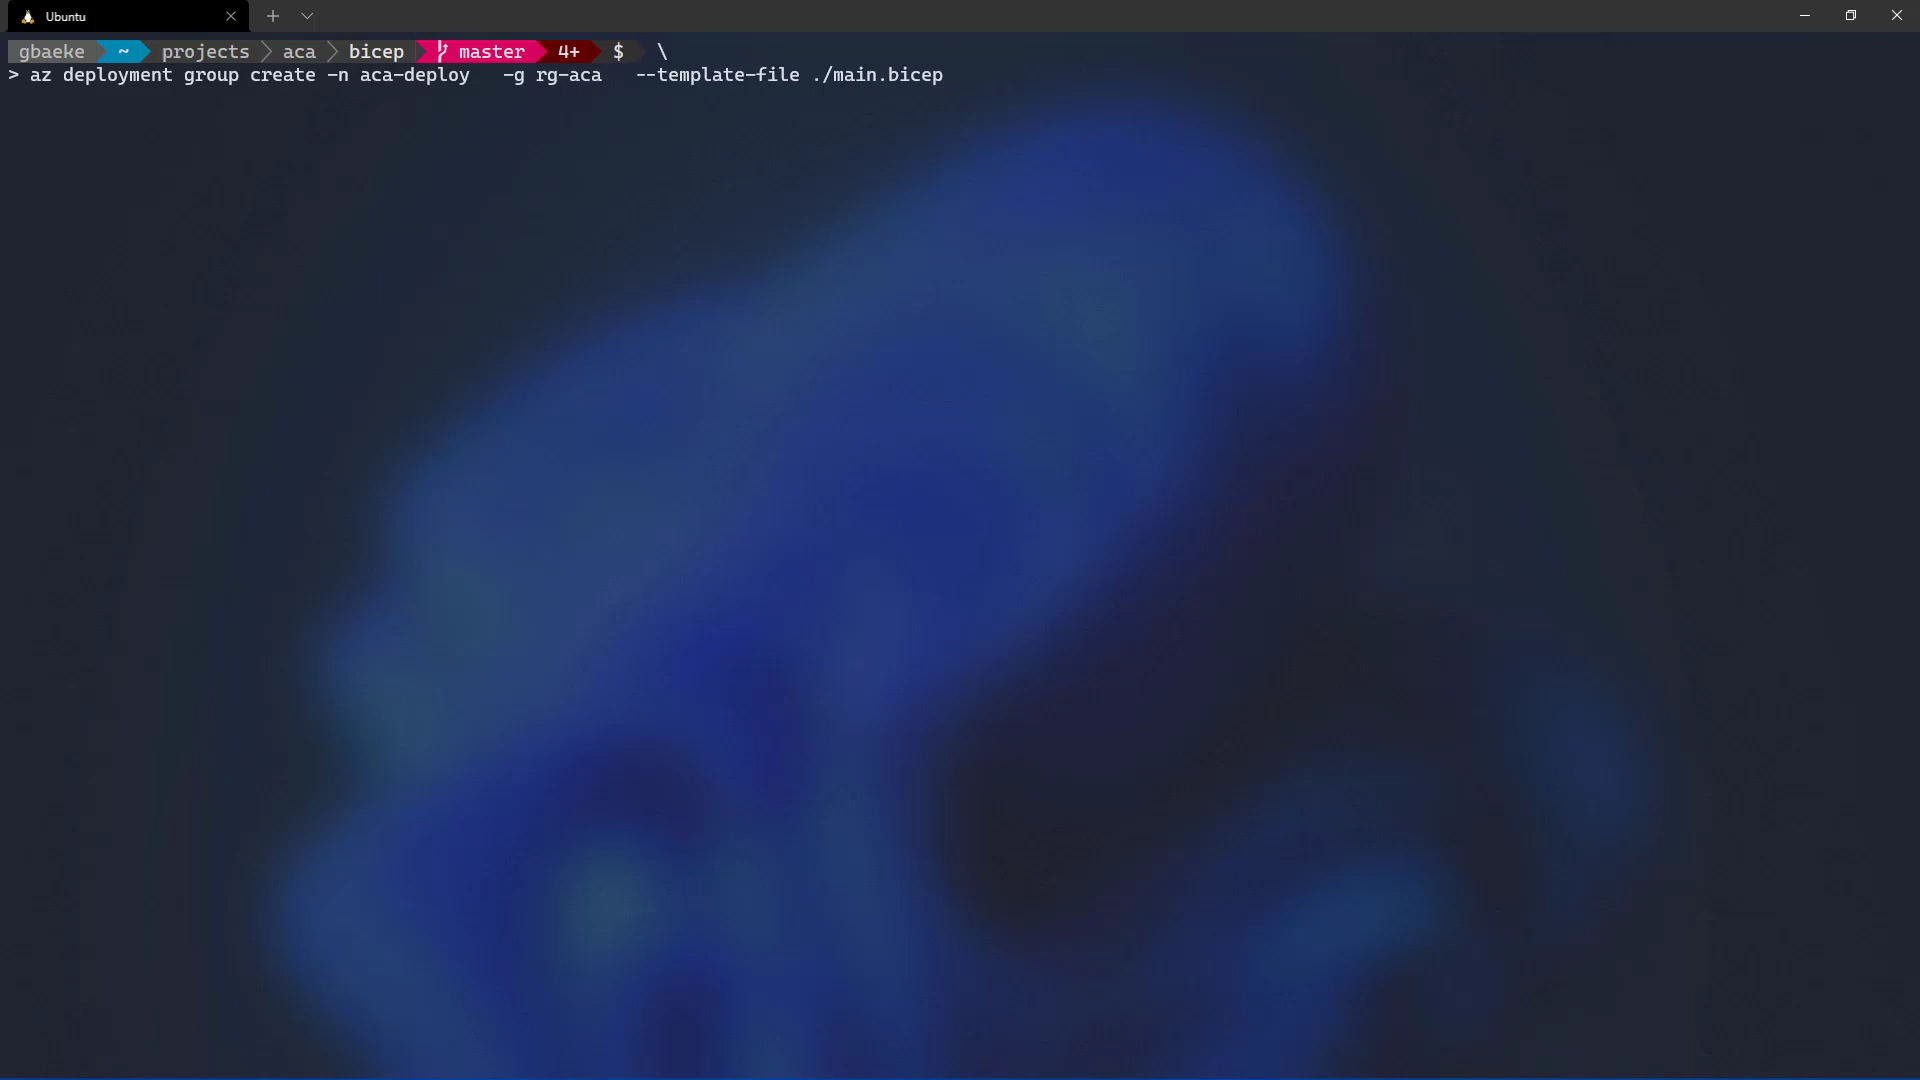 Ubuntu
gbaeke ~ projects aca bicep master 4+ $ \
> az deployment group create -n aca-deploy   -g rg-aca   --template-file ./main.bicep